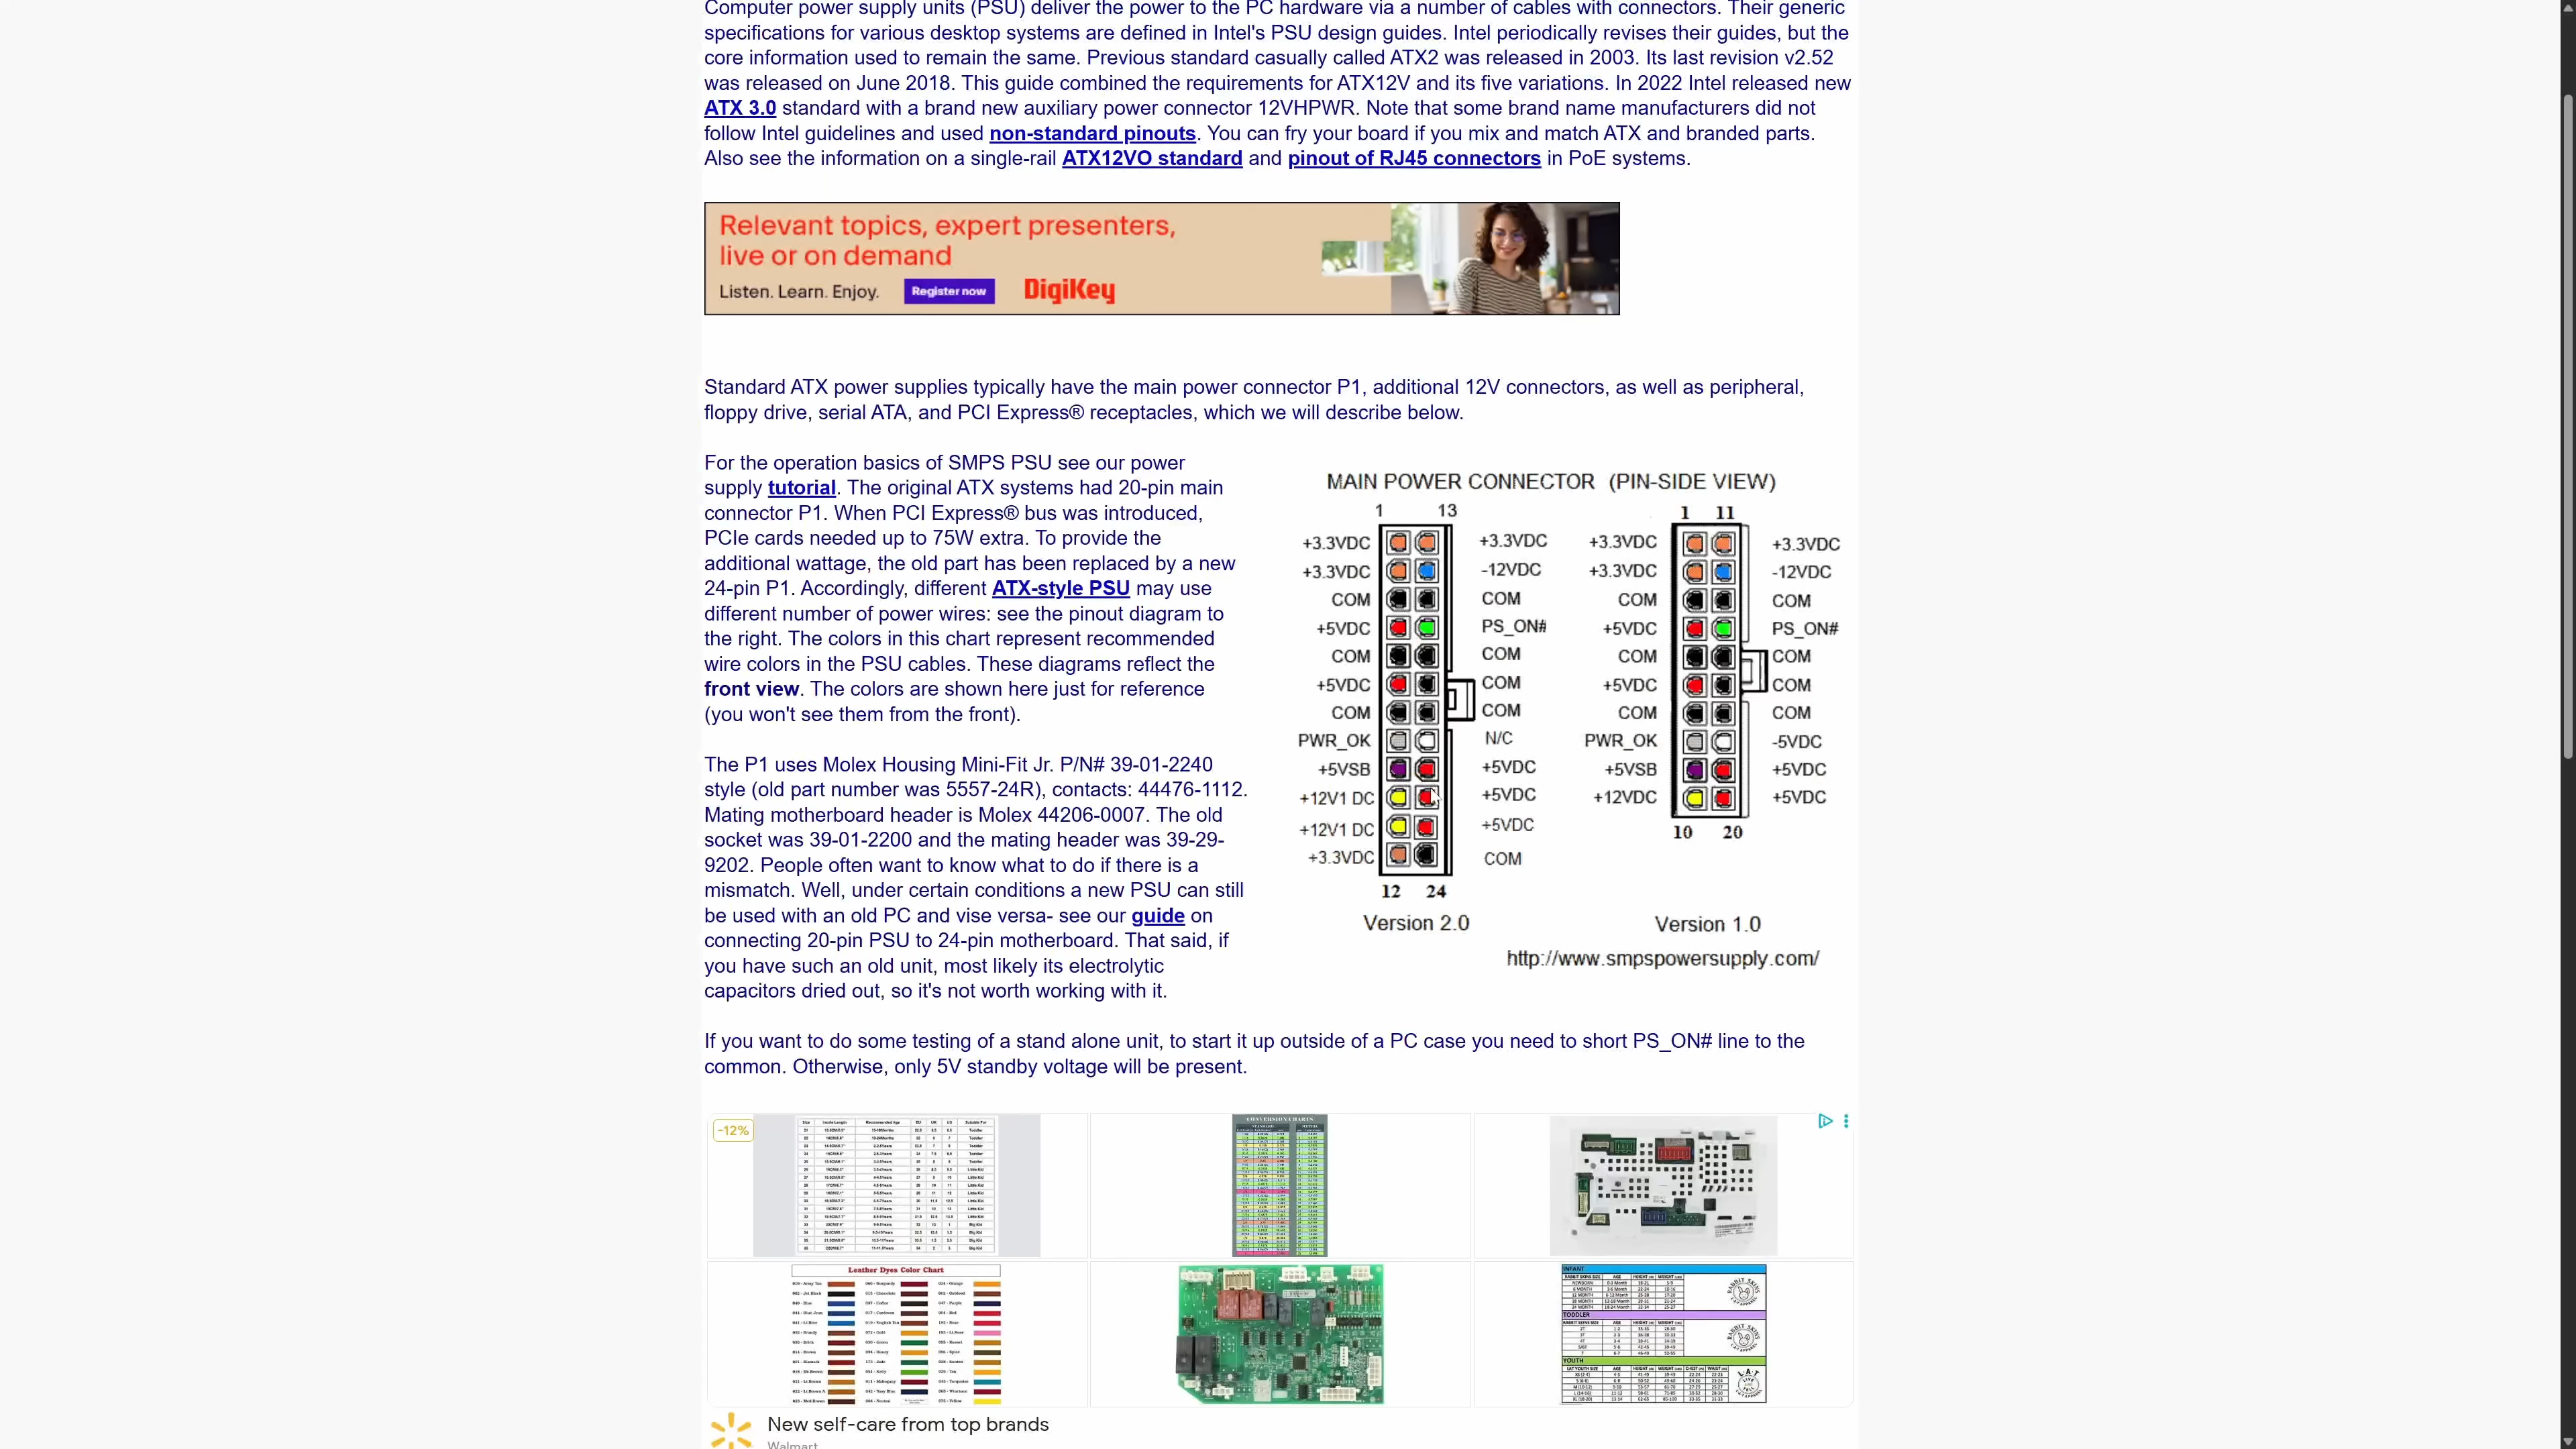 Computer power supply units (PSU) deliver the power to the PC hardware via a number of cables with connectors. Their generic
specifications for various desktop systems are defined in Intel's PSU design guides. Intel periodically revises their guides, but the
core information used to remain the same. Previous standard casually called ATX2 was released in 2003. Its last revision v2.52
was released on June 2018. This guide combined the requirements for ATX12V and its five variations. In 2022 Intel released new
ATX 3.0 standard with a brand new auxiliary power connector 12VHPWR. Note that some brand name manufacturers did not
follow Intel guidelines and used non-standard pinouts. You can fry your board if you mix and match ATX and branded parts.
Also see the information on a single-rail ATX12VO standard and pinout of RJ45 connectors in PoE systems.
Relevant topics, expert presenters,
live or on demand
Listen. Learn. Enjoy. Register now DigiKey
Standard ATX power supplies typically have the main power connector P1, additional 12V connectors, as well as peripheral,
floppy drive, serial ATA, and PCI Express® receptacles, which we will describe below.
For the operation basics of SMPS PSU see our power
supply tutorial. The original ATX systems had 20-pin main
connector P1. When PCI Express® bus was introduced,
PCIe cards needed up to 75W extra. To provide the
additional wattage, the old part has been replaced by a new
24-pin P1. Accordingly, different ATX-style PSU may use
different number of power wires: see the pinout diagram to
the right. The colors in this chart represent recommended
wire colors in the PSU cables. These diagrams reflect the
front view. The colors are shown here just for reference
(you won't see them from the front).
The P1 uses Molex Housing Mini-Fit Jr. P/N# 39-01-2240
style (old part number was 5557-24R), contacts: 44476-1112.
Mating motherboard header is Molex 44206-0007. The old
socket was 39-01-2200 and the mating header was 39-29-
9202. People often want to know what to do if there is a
mismatch. Well, under certain conditions a new PSU can still
be used with an old PC and vise versa- see our guide on
connecting 20-pin PSU to 24-pin motherboard. That said, if
you have such an old unit, most likely its electrolytic
capacitors dried out, so it's not worth working with it.
MAIN POWER CONNECTOR (PIN-SIDE VIEW)
1 13 1 11
+3.3VDC +3.3VDC +3.3VDC +3.3VDC
+3.3VDC -12VDC +3.3VDC -12VDC
COM COM COM COM
+5VDC PS_ON# +5VDC PS_ON#
COM COM COM COM
+5VDC COM +5VDC COM
COM COM COM COM
PWR_OK N/C PWR_OK -5VDC
+5VSB +5VDC +5VSB +5VDC
+12V1 DC +5VDC +12VDC +5VDC
+12V1 DC +5VDC 10 20
+3.3VDC COM
12 24
Version 2.0 Version 1.0
http://www.smpspowersupply.com/
If you want to do some testing of a stand alone unit, to start it up outside of a PC case you need to short PS_ON# line to the
common. Otherwise, only 5V standby voltage will be present.
-12%
CONVERSION CHARTS
Leather Dyes Color Chart
INFANT
TODDLER
YOUTH
New self-care from top brands
Walmart